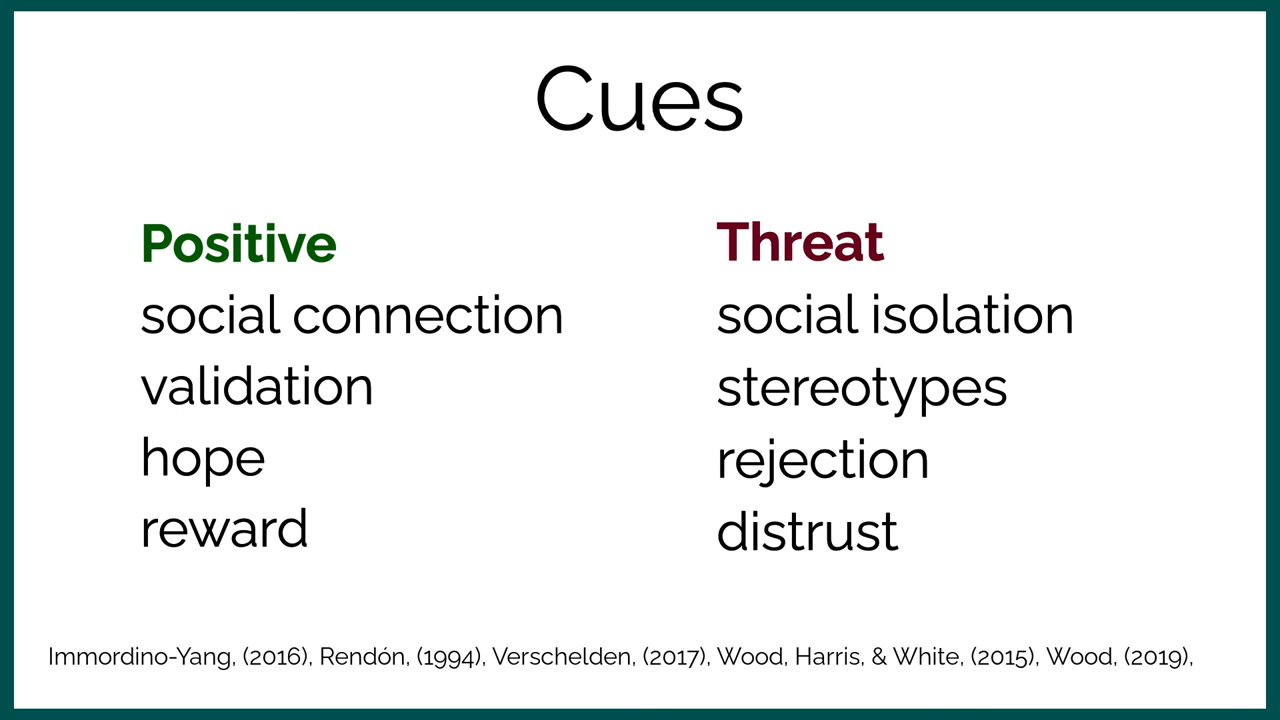 Cues
Positive
social connection
validation
hope
reward
Threat
social isolation
stereotypes
rejection
distrust
Immordino-Yang, (2016), Rendón, (1994), Verschelden, (2017), Wood, Harris, & White, (2015), Wood, (2019),